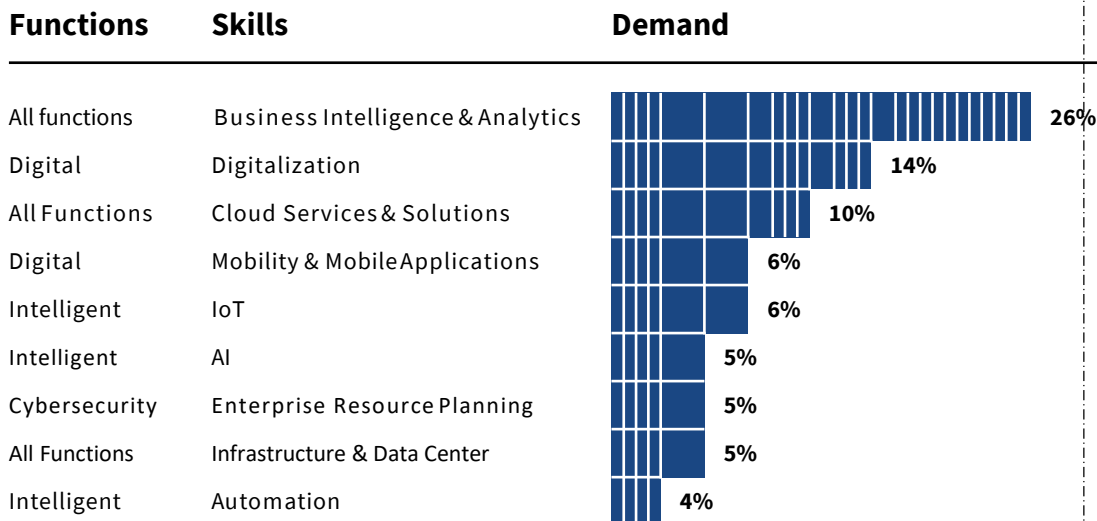 Functions Skills Demand
All functions Business Intelligence & Analytics 26%
Digital Digitalization 14%
All Functions Cloud Services & Solutions 10%
Digital Mobility & Mobile Applications 6%
Intelligent IoT 6%
Intelligent AI 5%
Cybersecurity Enterprise Resource Planning 5%
All Functions Infrastructure & Data Center 5%
Intelligent Automation 4%